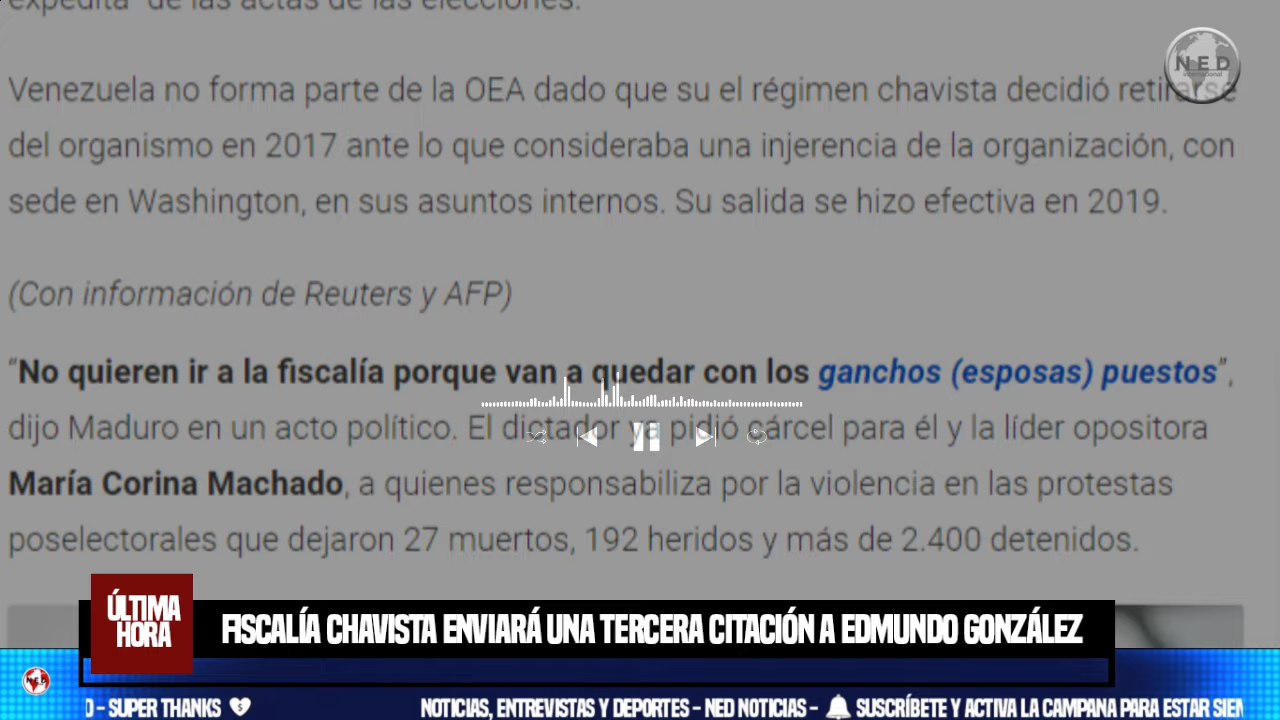 expedita" de las actas de las elecciones.
N.E.D
international
Venezuela no forma parte de la OEA dado que su el régimen chavista decidió retirarse
del organismo en 2017 ante lo que consideraba una injerencia de la organización, con
sede en Washington, en sus asuntos internos. Su salida se hizo efectiva en 2019.
(Con información de Reuters y AFP)
“No quieren ir a la fiscalía porque van a quedar con los ganchos (esposas) puestos”,
dijo Maduro en un acto político. El dictador ya pidió cárcel para él y la líder opositora
María Corina Machado, a quienes responsabiliza por la violencia en las protestas
poselectorales que dejaron 27 muertos, 192 heridos y más de 2.400 detenidos.
ÚLTIMA
HORA
FISCALÍA CHAVISTA ENVIARÁ UNA TERCERA CITACIÓN A EDMUNDO GONZÁLEZ
N.E.D
– SUPER THANKS
NOTICIAS, ENTREVISTAS Y DEPORTES – NED NOTICIAS –
SUSCRÍBETE Y ACTIVA LA CAMPANA PARA ESTAR